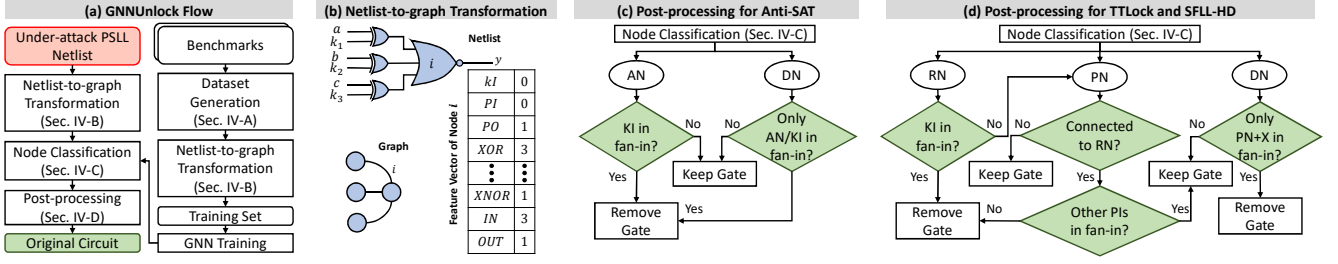 (a) GNNUnlock Flow
Under-attack PSLL
Netlist
Netlist-to-graph
Transformation
(Sec. IV-B)
Node Classification
(Sec. IV-C)
Post-processing
(Sec. IV-D)
Original Circuit
Benchmarks
Dataset
Generation
(Sec. IV-A)
Netlist-to-graph
Transformation
(Sec. IV-B)
Training Set
GNN Training
(b) Netlist-to-graph Transformation
a
k1
b
k2
c
k3
i
Netlist
y
Graph
i
Feature Vector of Node i
kI 0
PI 0
PO 1
XOR 3
⋮ ⋮
XNOR 1
IN 3
OUT 1
(c) Post-processing for Anti-SAT
Node Classification (Sec. IV-C)
AN
DN
KI in
fan-in?
No
No
Only
AN/KI in
fan-in?
Keep Gate
Yes
Yes
Remove
Gate
(d) Post-processing for TTLock and SFLL-HD
Node Classification (Sec. IV-C)
RN
PN
DN
KI in
fan-in?
No
No
Connected
to RN?
No
Only
PN+X in
fan-in?
Keep Gate
Keep Gate
Yes
Yes
Yes
Yes
Remove
Gate
No
Other PIs
in fan-in?
Remove
Gate